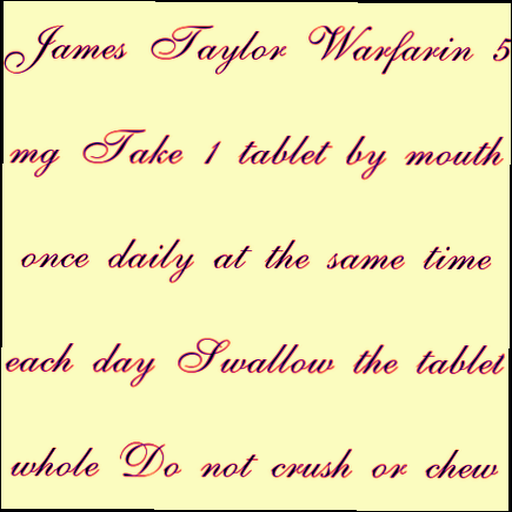 James Taylor Warfarin 5
mg Take 1 tablet by mouth
once daily at the same time
each day Swallow the tablet
whole Do not crush or chew